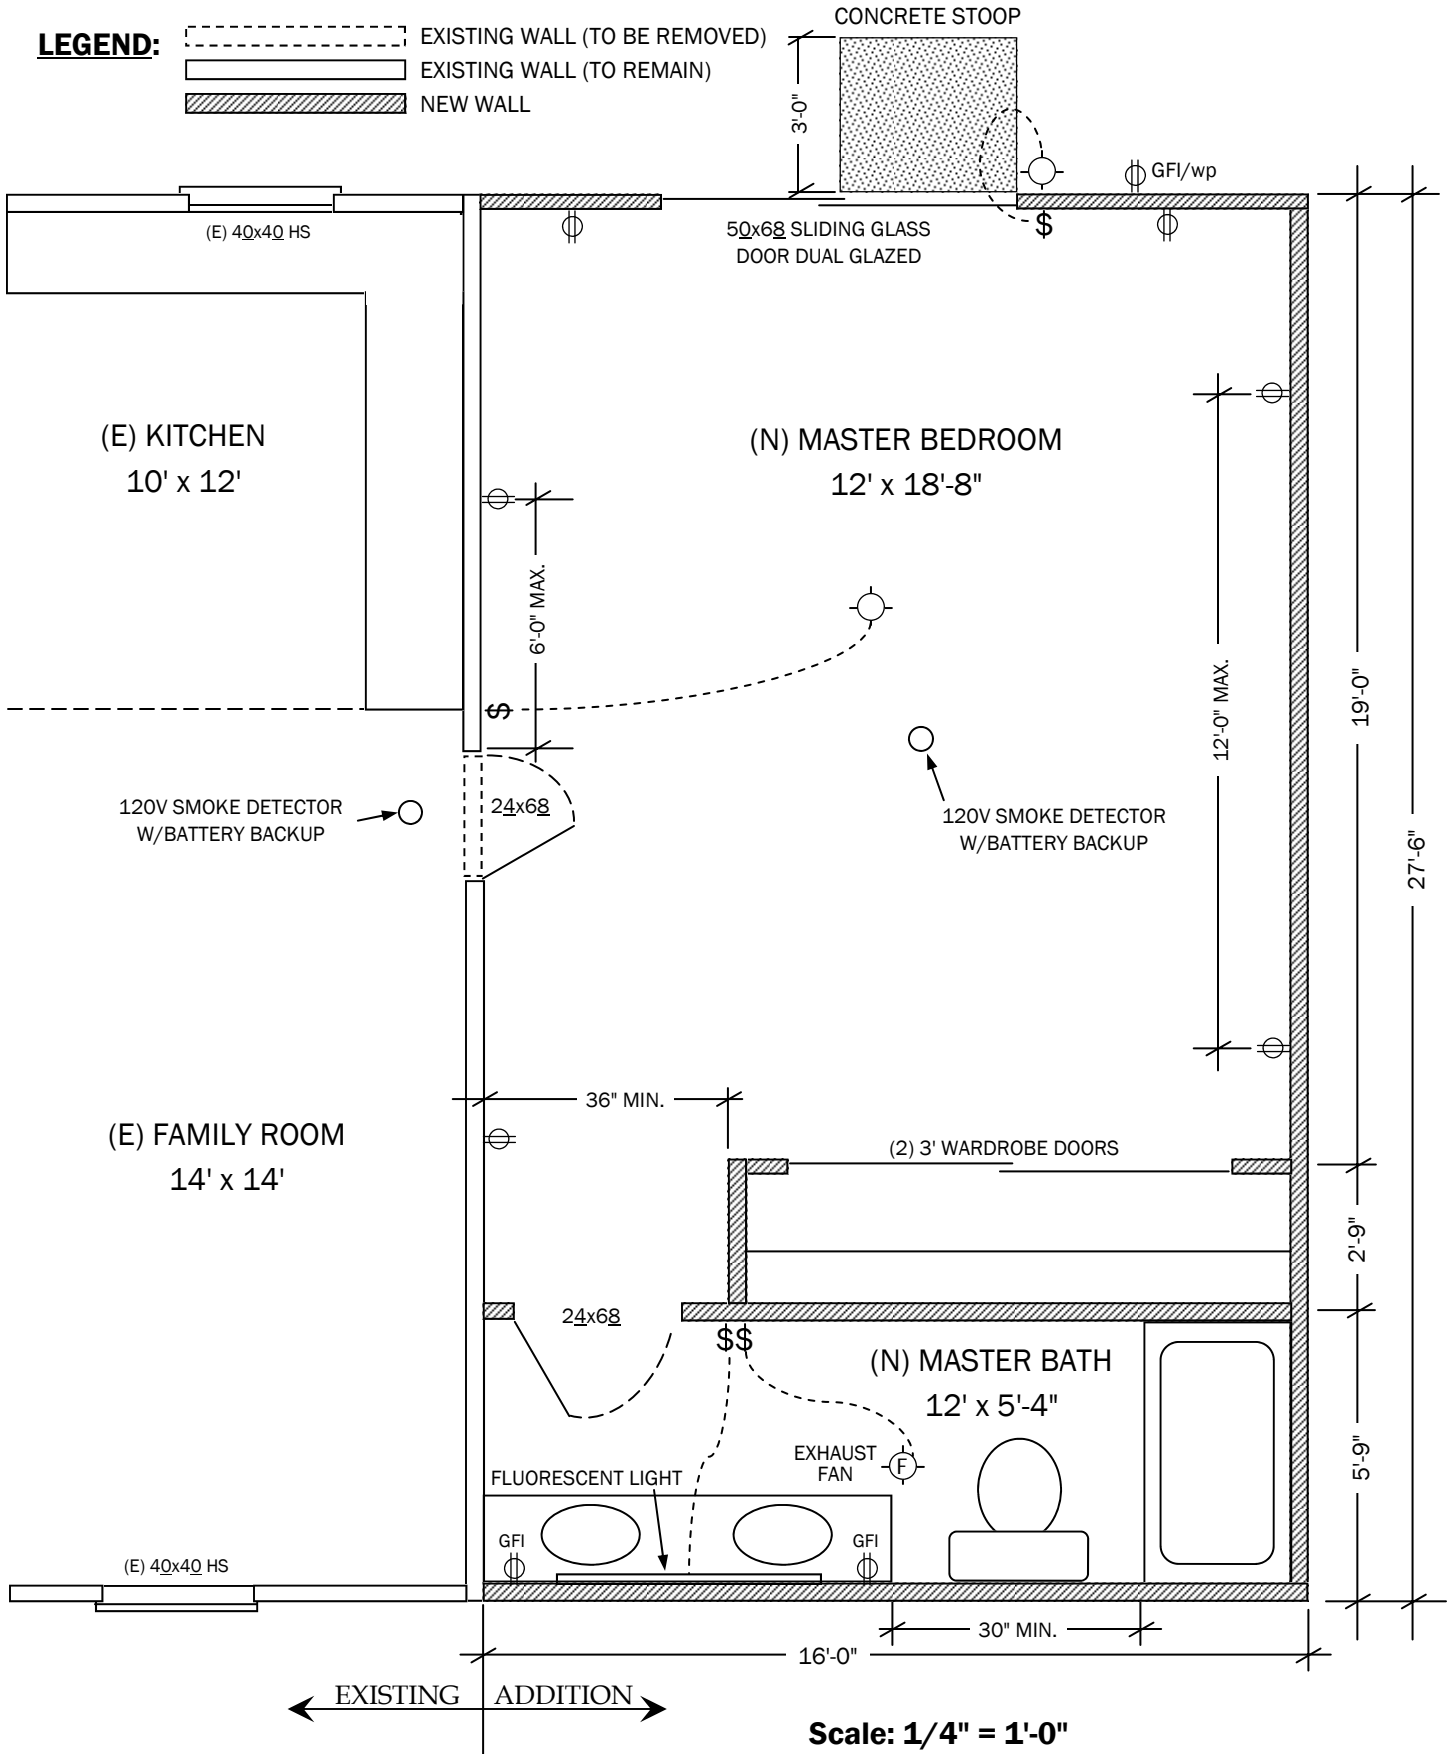 CONCRETE STOOP
LEGEND:
EXISTING WALL (TO BE REMOVED)
EXISTING WALL (TO REMAIN)
NEW WALL
3'-0"
GFI/wp
(E) 40x40 HS
50x68 SLIDING GLASS
DOOR DUAL GLAZED
$
(E) KITCHEN
10' x 12'
(N) MASTER BEDROOM
12' x 18'-8"
6'-0" MAX.
12'-0" MAX.
19'-0"
27'-6"
$
120V SMOKE DETECTOR
W/BATTERY BACKUP
24x68
120V SMOKE DETECTOR
W/BATTERY BACKUP
36" MIN.
(E) FAMILY ROOM
14' x 14'
(2) 3' WARDROBE DOORS
2'-9"
24x68
$$
(N) MASTER BATH
12' x 5'-4"
5'-9"
EXHAUST
FAN
F
FLUORESCENT LIGHT
GFI
GFI
(E) 40x40 HS
30" MIN.
16'-0"
EXISTING
ADDITION
Scale: 1/4" = 1'-0"